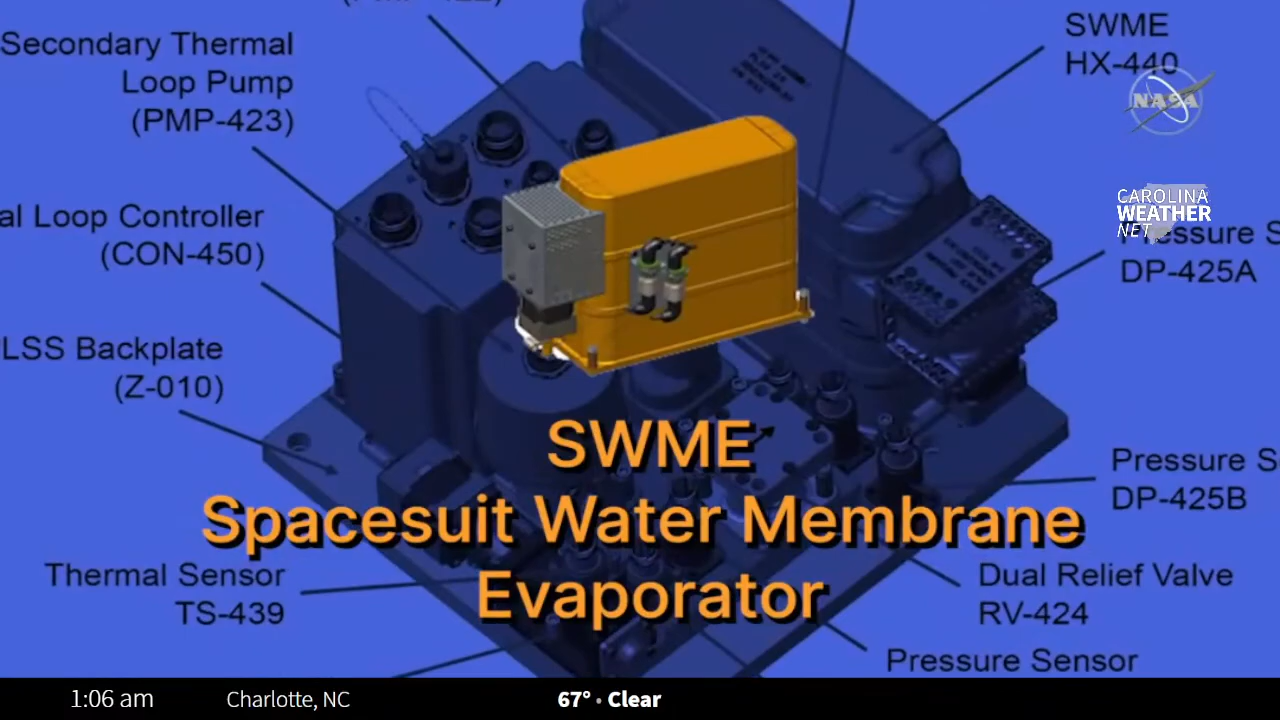 Secondary Thermal
Loop Pump
(PMP-423)
SWME
HX-440
NASA
CAROLINA
WEATHER
NET
al Loop Controller
(CON-450)
DP-425A
LSS Backplate
(Z-010)
SWME
Spacesuit Water Membrane
Evaporator
Pressure S
DP-425B
Thermal Sensor
TS-439
Dual Relief Valve
RV-424
Pressure Sensor
1:06 am Charlotte, NC 67° • Clear